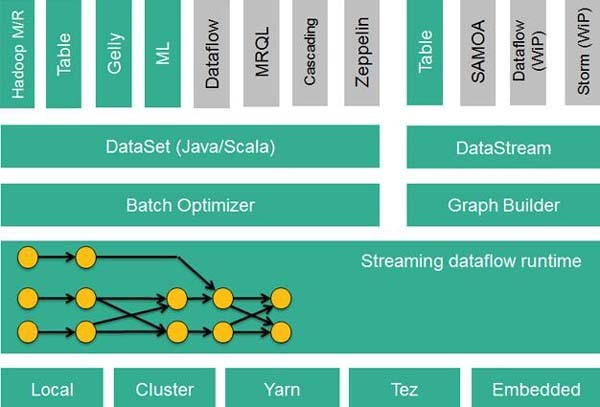 Hadoop M/R
Table
Gelly
ML
Dataflow
MRQL
Cascading
Zeppelin
Table
SAMOA
Dataflow
(WiP)
Storm (WiP)
DataSet (Java/Scala)
DataStream
Batch Optimizer
Graph Builder
Streaming dataflow runtime
Local
Cluster
Yarn
Tez
Embedded